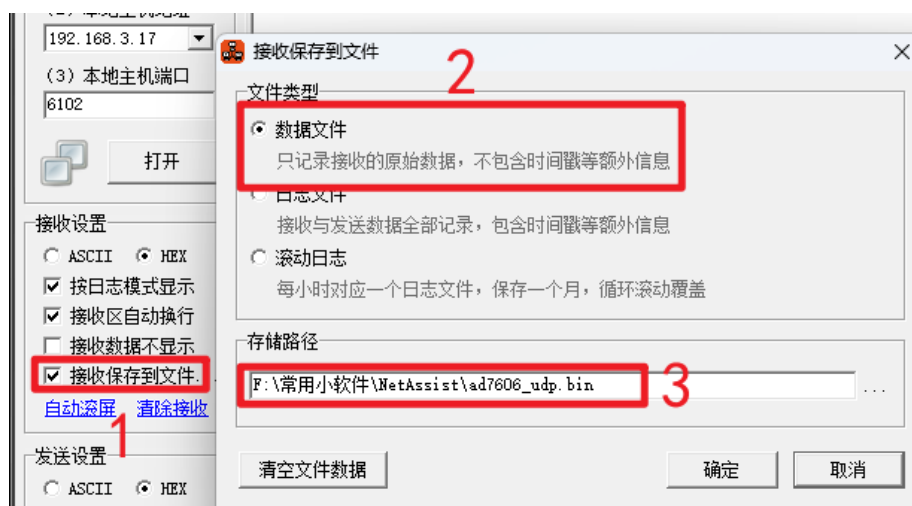 192.168.3.17
(3) 本地主机端口
6102
打开
接收设置
ASCII HEX
按日志模式显示
接收区自动换行
接收数据不显示
接收保存到文件...
自动滚屏 清除接收
1
发送设置
ASCII HEX
接收保存到文件
2
文件类型
数据文件
只记录接收的原始数据，不包含时间戳等额外信息
日志文件
接收与发送数据全部记录，包含时间戳等额外信息
滚动日志
每小时对应一个日志文件，保存一个月，循环滚动覆盖
存储路径
F:\常用小软件\NetAssist\ad7606_udp.bin
3
...
清空文件数据
确定
取消